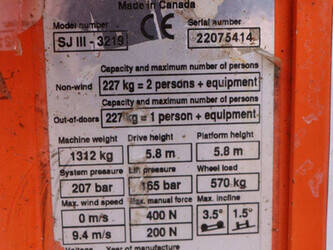 Made in Canada
Model number Serial number
SJ III - 3219 CE 22075414
Capacity and maximum number of persons
Non-wind 227 kg = 2 persons + equipment
Capacity and maximum number of persons
Out-of-doors 227 kg = 1 person + equipment
Machine weight Drive height Platform height
1312 kg 5.8 m 5.8 m
System pressure Lift pressure Wheel load
207 bar 165 bar 570 kg
Max. wind speed Max. manual force Max. incline
0 m/s 400 N 3.5° 1.5°
9.4 m/s 200 N
Voltage Year of manufacture